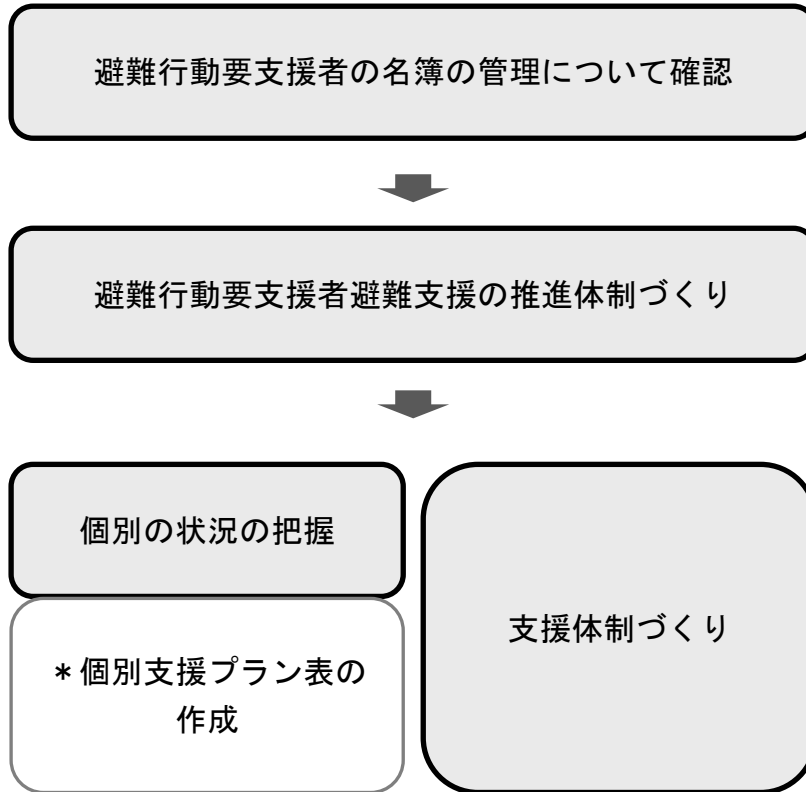 避難行動要支援者の名簿の管理について確認
避難行動要支援者避難支援の推進体制づくり
個別の状況の把握
＊個別支援プラン表の
作成
支援体制づくり